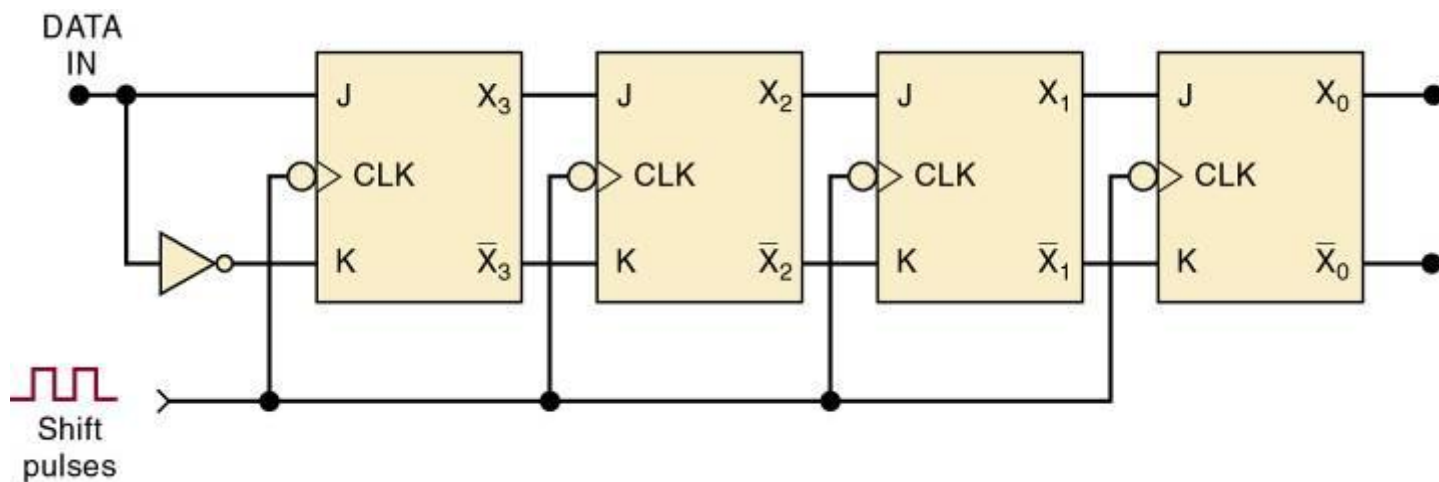 DATA
IN
J X₃ J X₂ J X₁ J X₀
CLK CLK CLK CLK
K X̅₃ K X̅₂ K X̅₁ K X̅₀
Shift
pulses